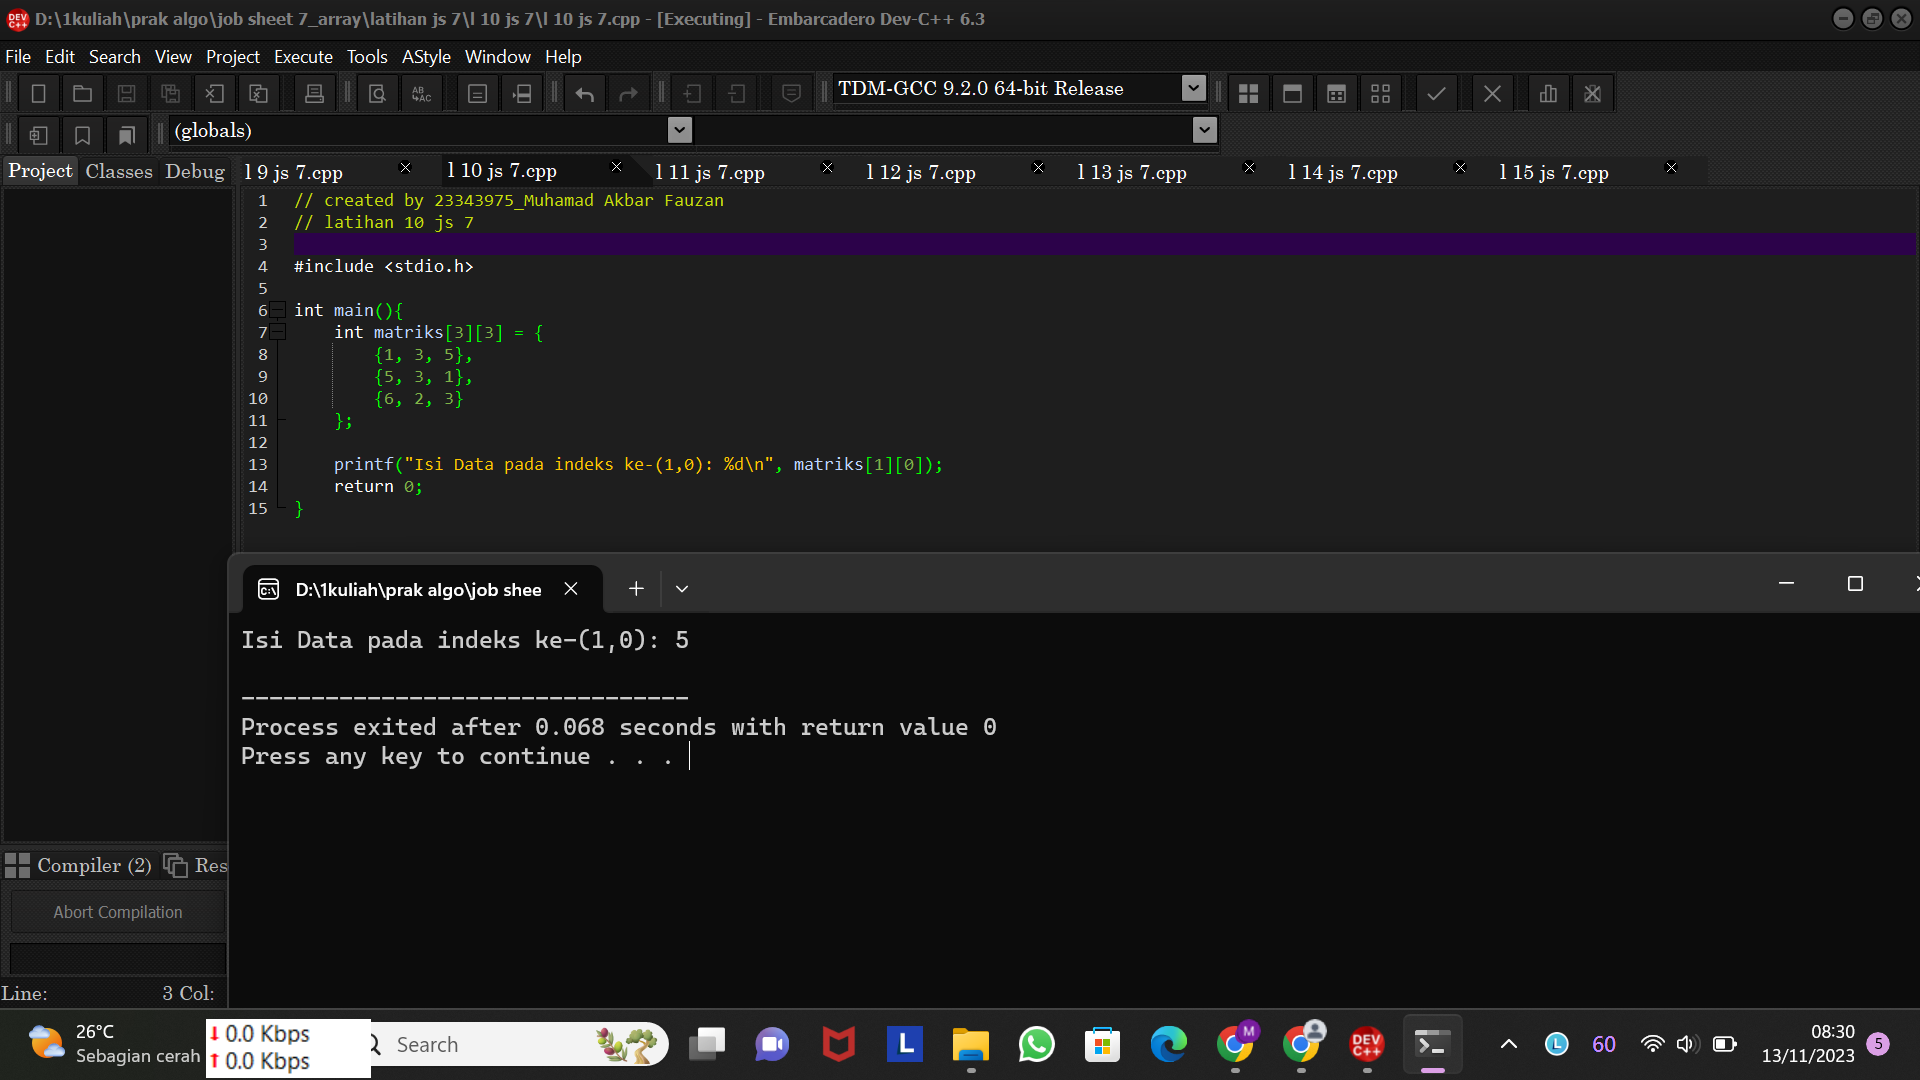 D:\1kuliah\prak algo\job sheet 7_array\latihan js 7\l 10 js 7\l 10 js 7.cpp - [Executing] - Embarcadero Dev-C++ 6.3
File Edit Search View Project Execute Tools AStyle Window Help
TDM-GCC 9.2.0 64-bit Release
(globals)
Project Classes Debug l 9 js 7.cpp l 10 js 7.cpp l 11 js 7.cpp l 12 js 7.cpp l 13 js 7.cpp l 14 js 7.cpp l 15 js 7.cpp
1 // created by 23343975_Muhamad Akbar Fauzan
2 // latihan 10 js 7
3
4 #include <stdio.h>
5
6 int main(){
7 int matriks[3][3] = {
8 {1, 3, 5},
9 {5, 3, 1},
10 {6, 2, 3}
11 };
12
13 printf("Isi Data pada indeks ke-(1,0): %d\n", matriks[1][0]);
14 return 0;
15 }
D:\1kuliah\prak algo\job shee
Isi Data pada indeks ke-(1,0): 5
--------------------------------
Process exited after 0.068 seconds with return value 0
Press any key to continue . . .
Compiler (2) Res
Abort Compilation
Line: 3 Col:
26°C
Sebagian cerah
↓ 0.0 Kbps
↑ 0.0 Kbps
Search
M
L
DEV
C++
L
60
08:30
13/11/2023
5